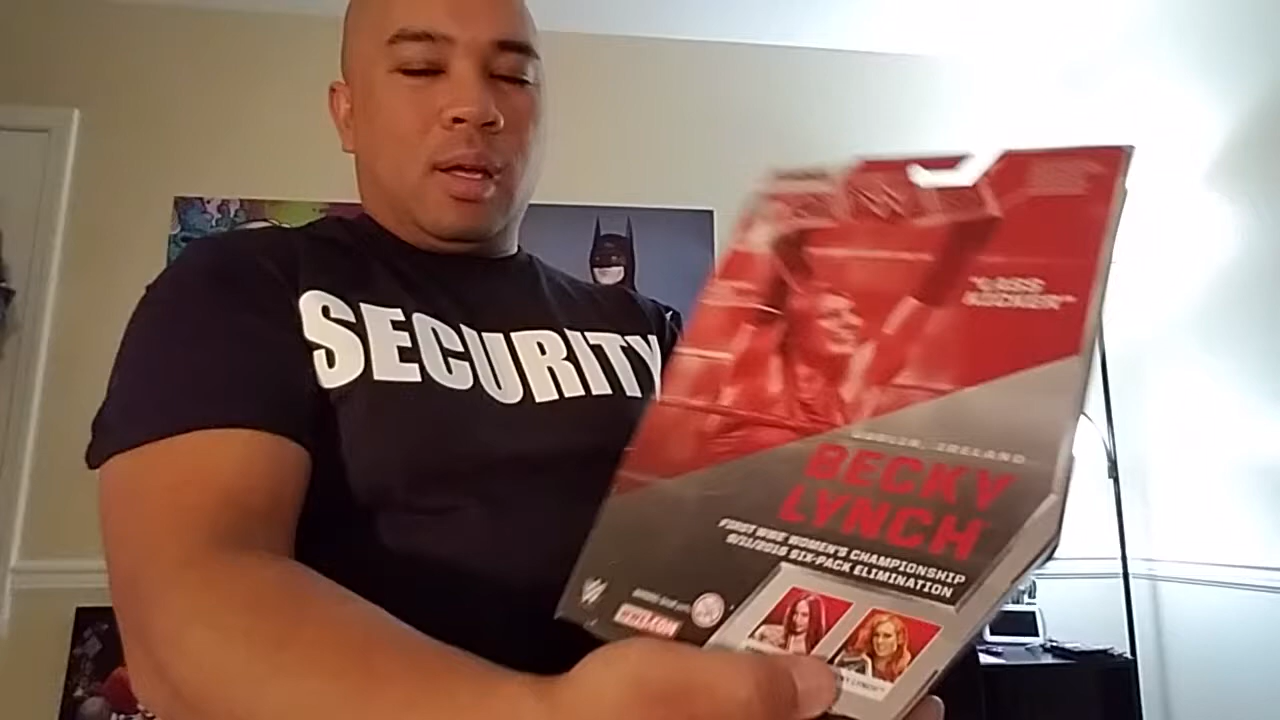 SECURITY
"LASS
KICKER"
DUBLIN, IRELAND
BECKY
LYNCH
FIRST WWE WOMEN'S CHAMPIONSHIP
9/11/2016 SIX-PACK ELIMINATION